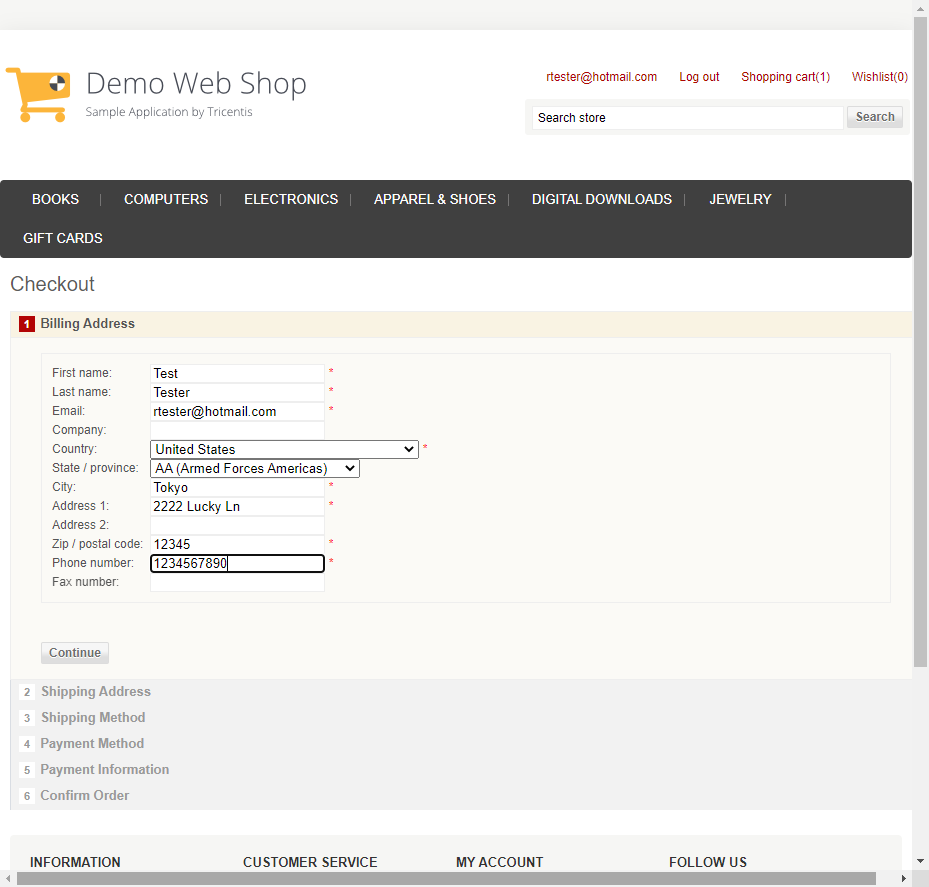 Demo Web Shop
Sample Application by Tricentis
rtester@hotmail.com Log out Shopping cart(1) Wishlist(0)
Search store Search
BOOKS | COMPUTERS | ELECTRONICS | APPAREL & SHOES | DIGITAL DOWNLOADS | JEWELRY |
GIFT CARDS
Checkout
1 Billing Address
First name: Test *
Last name: Tester *
Email: rtester@hotmail.com *
Company:
Country: United States *
State / province: AA (Armed Forces Americas)
City: Tokyo *
Address 1: 2222 Lucky Ln *
Address 2:
Zip / postal code: 12345 *
Phone number: 1234567890 *
Fax number:
Continue
2 Shipping Address
3 Shipping Method
4 Payment Method
5 Payment Information
6 Confirm Order
INFORMATION CUSTOMER SERVICE MY ACCOUNT FOLLOW US